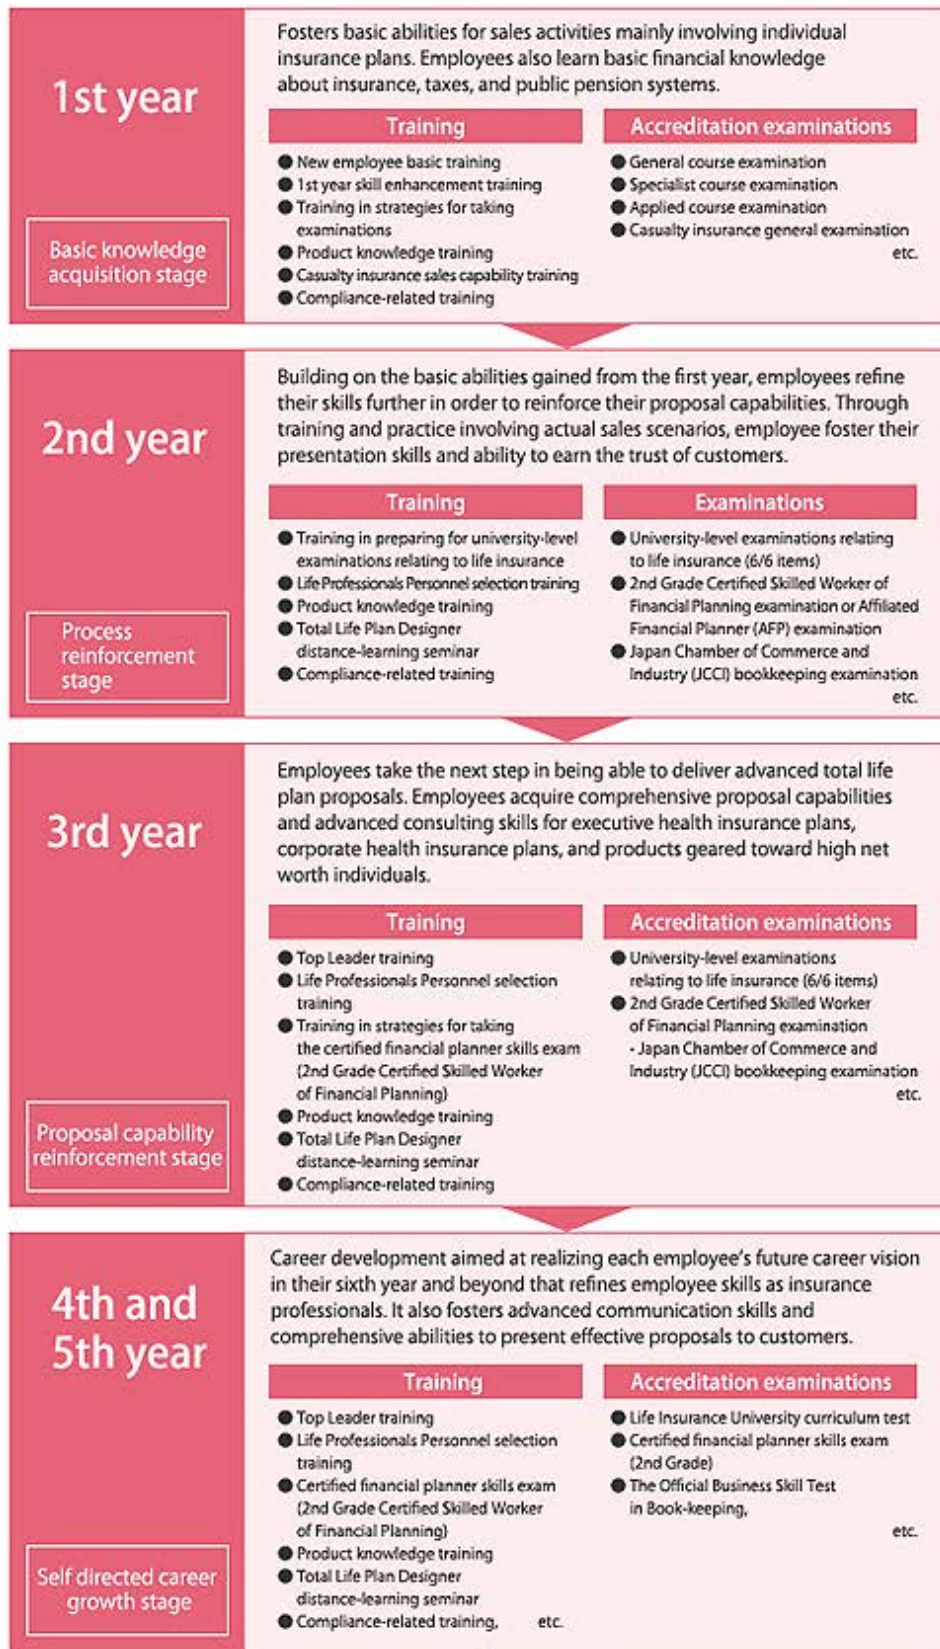 1st year
Basic knowledge
acquisition stage
Fosters basic abilities for sales activities mainly involving individual
insurance plans. Employees also learn basic financial knowledge
about insurance, taxes, and public pension systems.
Training
● New employee basic training
● 1st year skill enhancement training
● Training in strategies for taking
examinations
● Product knowledge training
● Casualty insurance sales capability training
● Compliance-related training
Accreditation examinations
● General course examination
● Specialist course examination
● Applied course examination
● Casualty insurance general examination
etc.
2nd year
Process
reinforcement
stage
Building on the basic abilities gained from the first year, employees refine
their skills further in order to reinforce their proposal capabilities. Through
training and practice involving actual sales scenarios, employee foster their
presentation skills and ability to earn the trust of customers.
Training
● Training in preparing for university-level
examinations relating to life insurance
● Life Professionals Personnel selection training
● Product knowledge training
● Total Life Plan Designer
distance-learning seminar
● Compliance-related training
Examinations
● University-level examinations relating
to life insurance (6/6 items)
● 2nd Grade Certified Skilled Worker of
Financial Planning examination or Affiliated
Financial Planner (AFP) examination
● Japan Chamber of Commerce and
Industry (JCCI) bookkeeping examination
etc.
3rd year
Proposal capability
reinforcement stage
Employees take the next step in being able to deliver advanced total life
plan proposals. Employees acquire comprehensive proposal capabilities
and advanced consulting skills for executive health insurance plans,
corporate health insurance plans, and products geared toward high net
worth individuals.
Training
● Top Leader training
● Life Professionals Personnel selection
training
● Training in strategies for taking
the certified financial planner skills exam
(2nd Grade Certified Skilled Worker
of Financial Planning)
● Product knowledge training
● Total Life Plan Designer
distance-learning seminar
● Compliance-related training
Accreditation examinations
● University-level examinations
relating to life insurance (6/6 items)
● 2nd Grade Certified Skilled Worker
of Financial Planning examination
- Japan Chamber of Commerce and
Industry (JCCI) bookkeeping examination
etc.
4th and
5th year
Self directed career
growth stage
Career development aimed at realizing each employee's future career vision
in their sixth year and beyond that refines employee skills as insurance
professionals. It also fosters advanced communication skills and
comprehensive abilities to present effective proposals to customers.
Training
● Top Leader training
● Life Professionals Personnel selection
training
● Certified financial planner skills exam
(2nd Grade Certified Skilled Worker
of Financial Planning)
● Product knowledge training
● Total Life Plan Designer
distance-learning seminar
● Compliance-related training, etc.
Accreditation examinations
● Life Insurance University curriculum test
● Certified financial planner skills exam
(2nd Grade)
● The Official Business Skill Test
in Book-keeping,
etc.